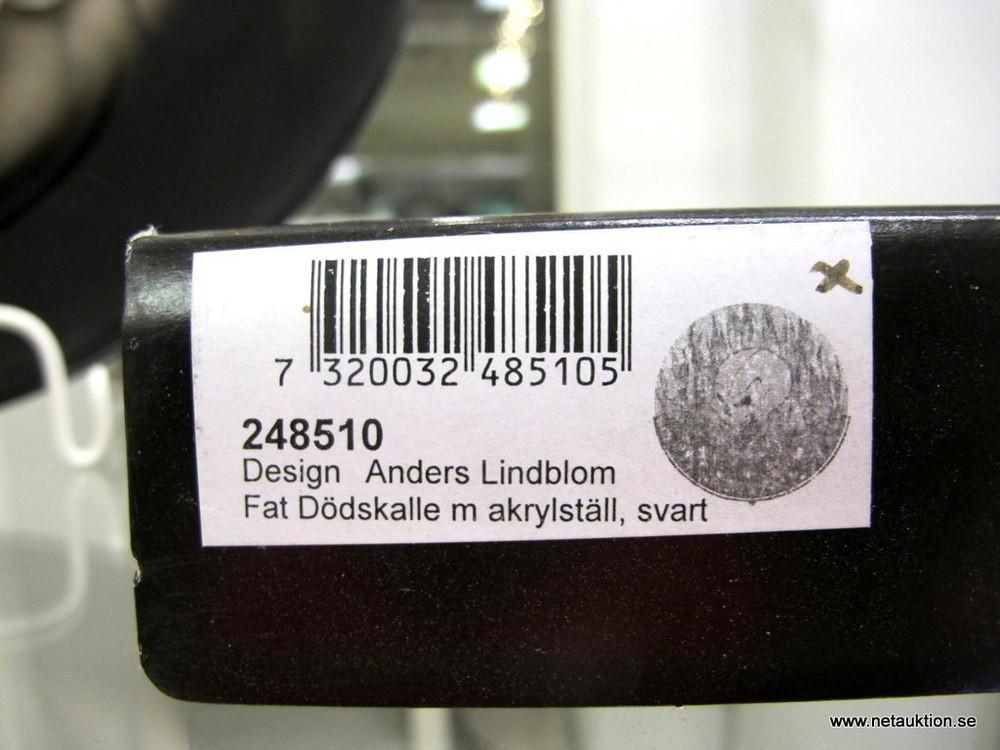 7 320032 485105
248510
Design Anders Lindblom
Fat Dödskalle m akrylställ, svart
www.netauktion.se